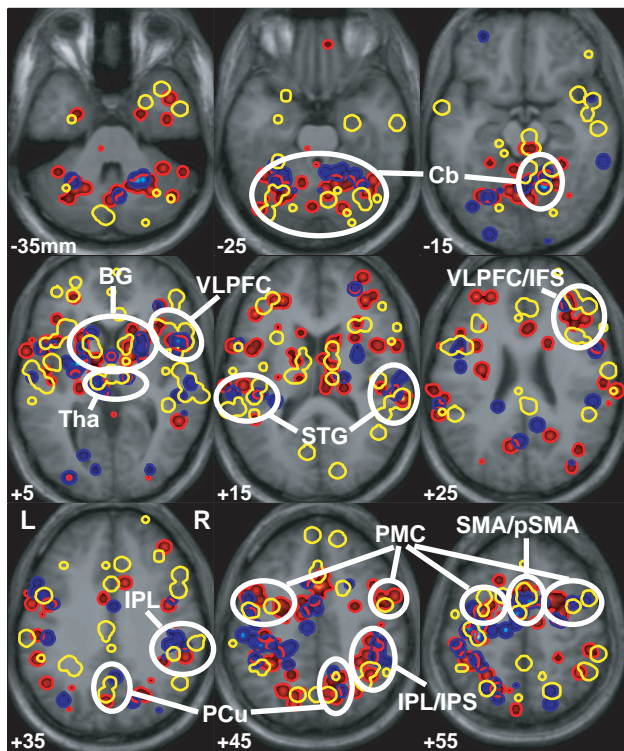 Cb
-35mm -25 -15
BG VLPFC VLPFC/IFS
Tha STG
+5 +15 +25
L R PMC SMA/pSMA
IPL
PCu IPL/IPS
+35 +45 +55